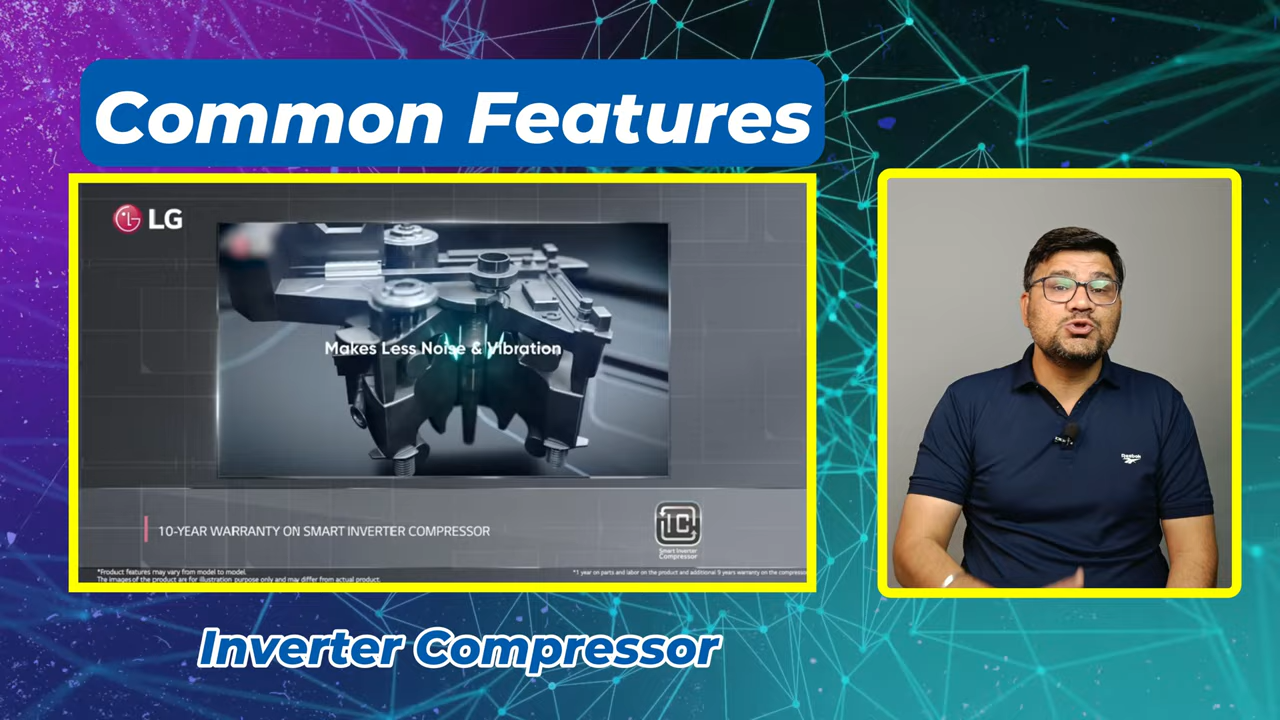 Common Features
LG
Makes Less Noise & Vibration
10-YEAR WARRANTY ON SMART INVERTER COMPRESSOR
Smart Inverter
Compressor
*Product features may vary from model to model.
The images of the product are for illustration purpose only and may differ from actual product.
*1 year on parts and labor on the product and additional 9 years warranty on the compressor
Reebok
Inverter Compressor